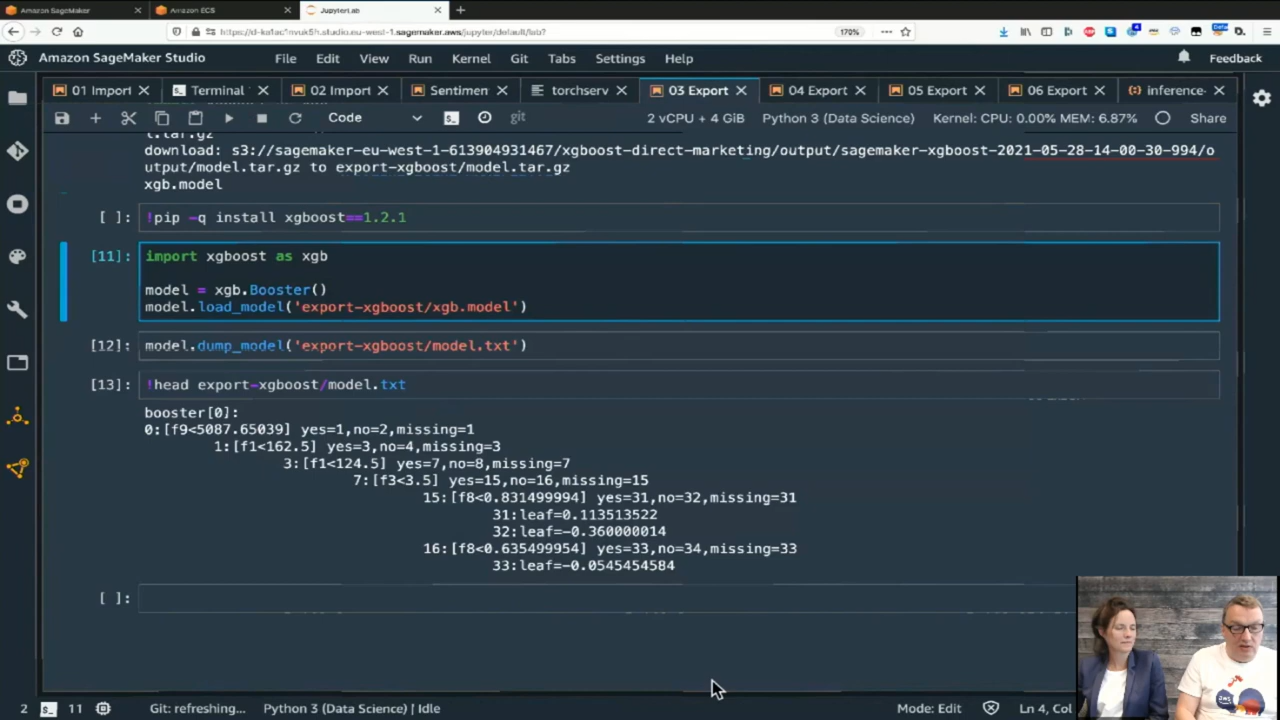 Amazon SageMaker
Amazon ECS
JupyterLab
170%
Amazon SageMaker Studio
File Edit View Run Kernel Git Tabs Settings Help
Feedback
01 Import
Terminal
02 Import
Sentimen
torchserv
03 Export
04 Export
05 Export
06 Export
inference-
Code
git
2 vCPU + 4 GiB
Python 3 (Data Science)
Kernel: CPU: 0.00% MEM: 6.87%
Share
l.tar.gz
download: s3://sagemaker-eu-west-1-613904931467/xgboost-direct-marketing/output/sagemaker-xgboost-2021-05-28-14-00-30-994/o
utput/model.tar.gz to export-xgboost/model.tar.gz
xgb.model
[ ]: !pip -q install xgboost==1.2.1
[11]: import xgboost as xgb
model = xgb.Booster()
model.load_model('export-xgboost/xgb.model')
[12]: model.dump_model('export-xgboost/model.txt')
[13]: !head export-xgboost/model.txt
booster[0]:
0:[f9<5087.65039] yes=1,no=2,missing=1
1:[f1<162.5] yes=3,no=4,missing=3
3:[f1<124.5] yes=7,no=8,missing=7
7:[f3<3.5] yes=15,no=16,missing=15
15:[f8<0.831499994] yes=31,no=32,missing=31
31:leaf=0.113513522
32:leaf=-0.360000014
16:[f8<0.635499954] yes=33,no=34,missing=33
33:leaf=-0.0545454584
[ ]:
aws
2
11
Git: refreshing...
Python 3 (Data Science) | Idle
Mode: Edit
Ln 4, Col